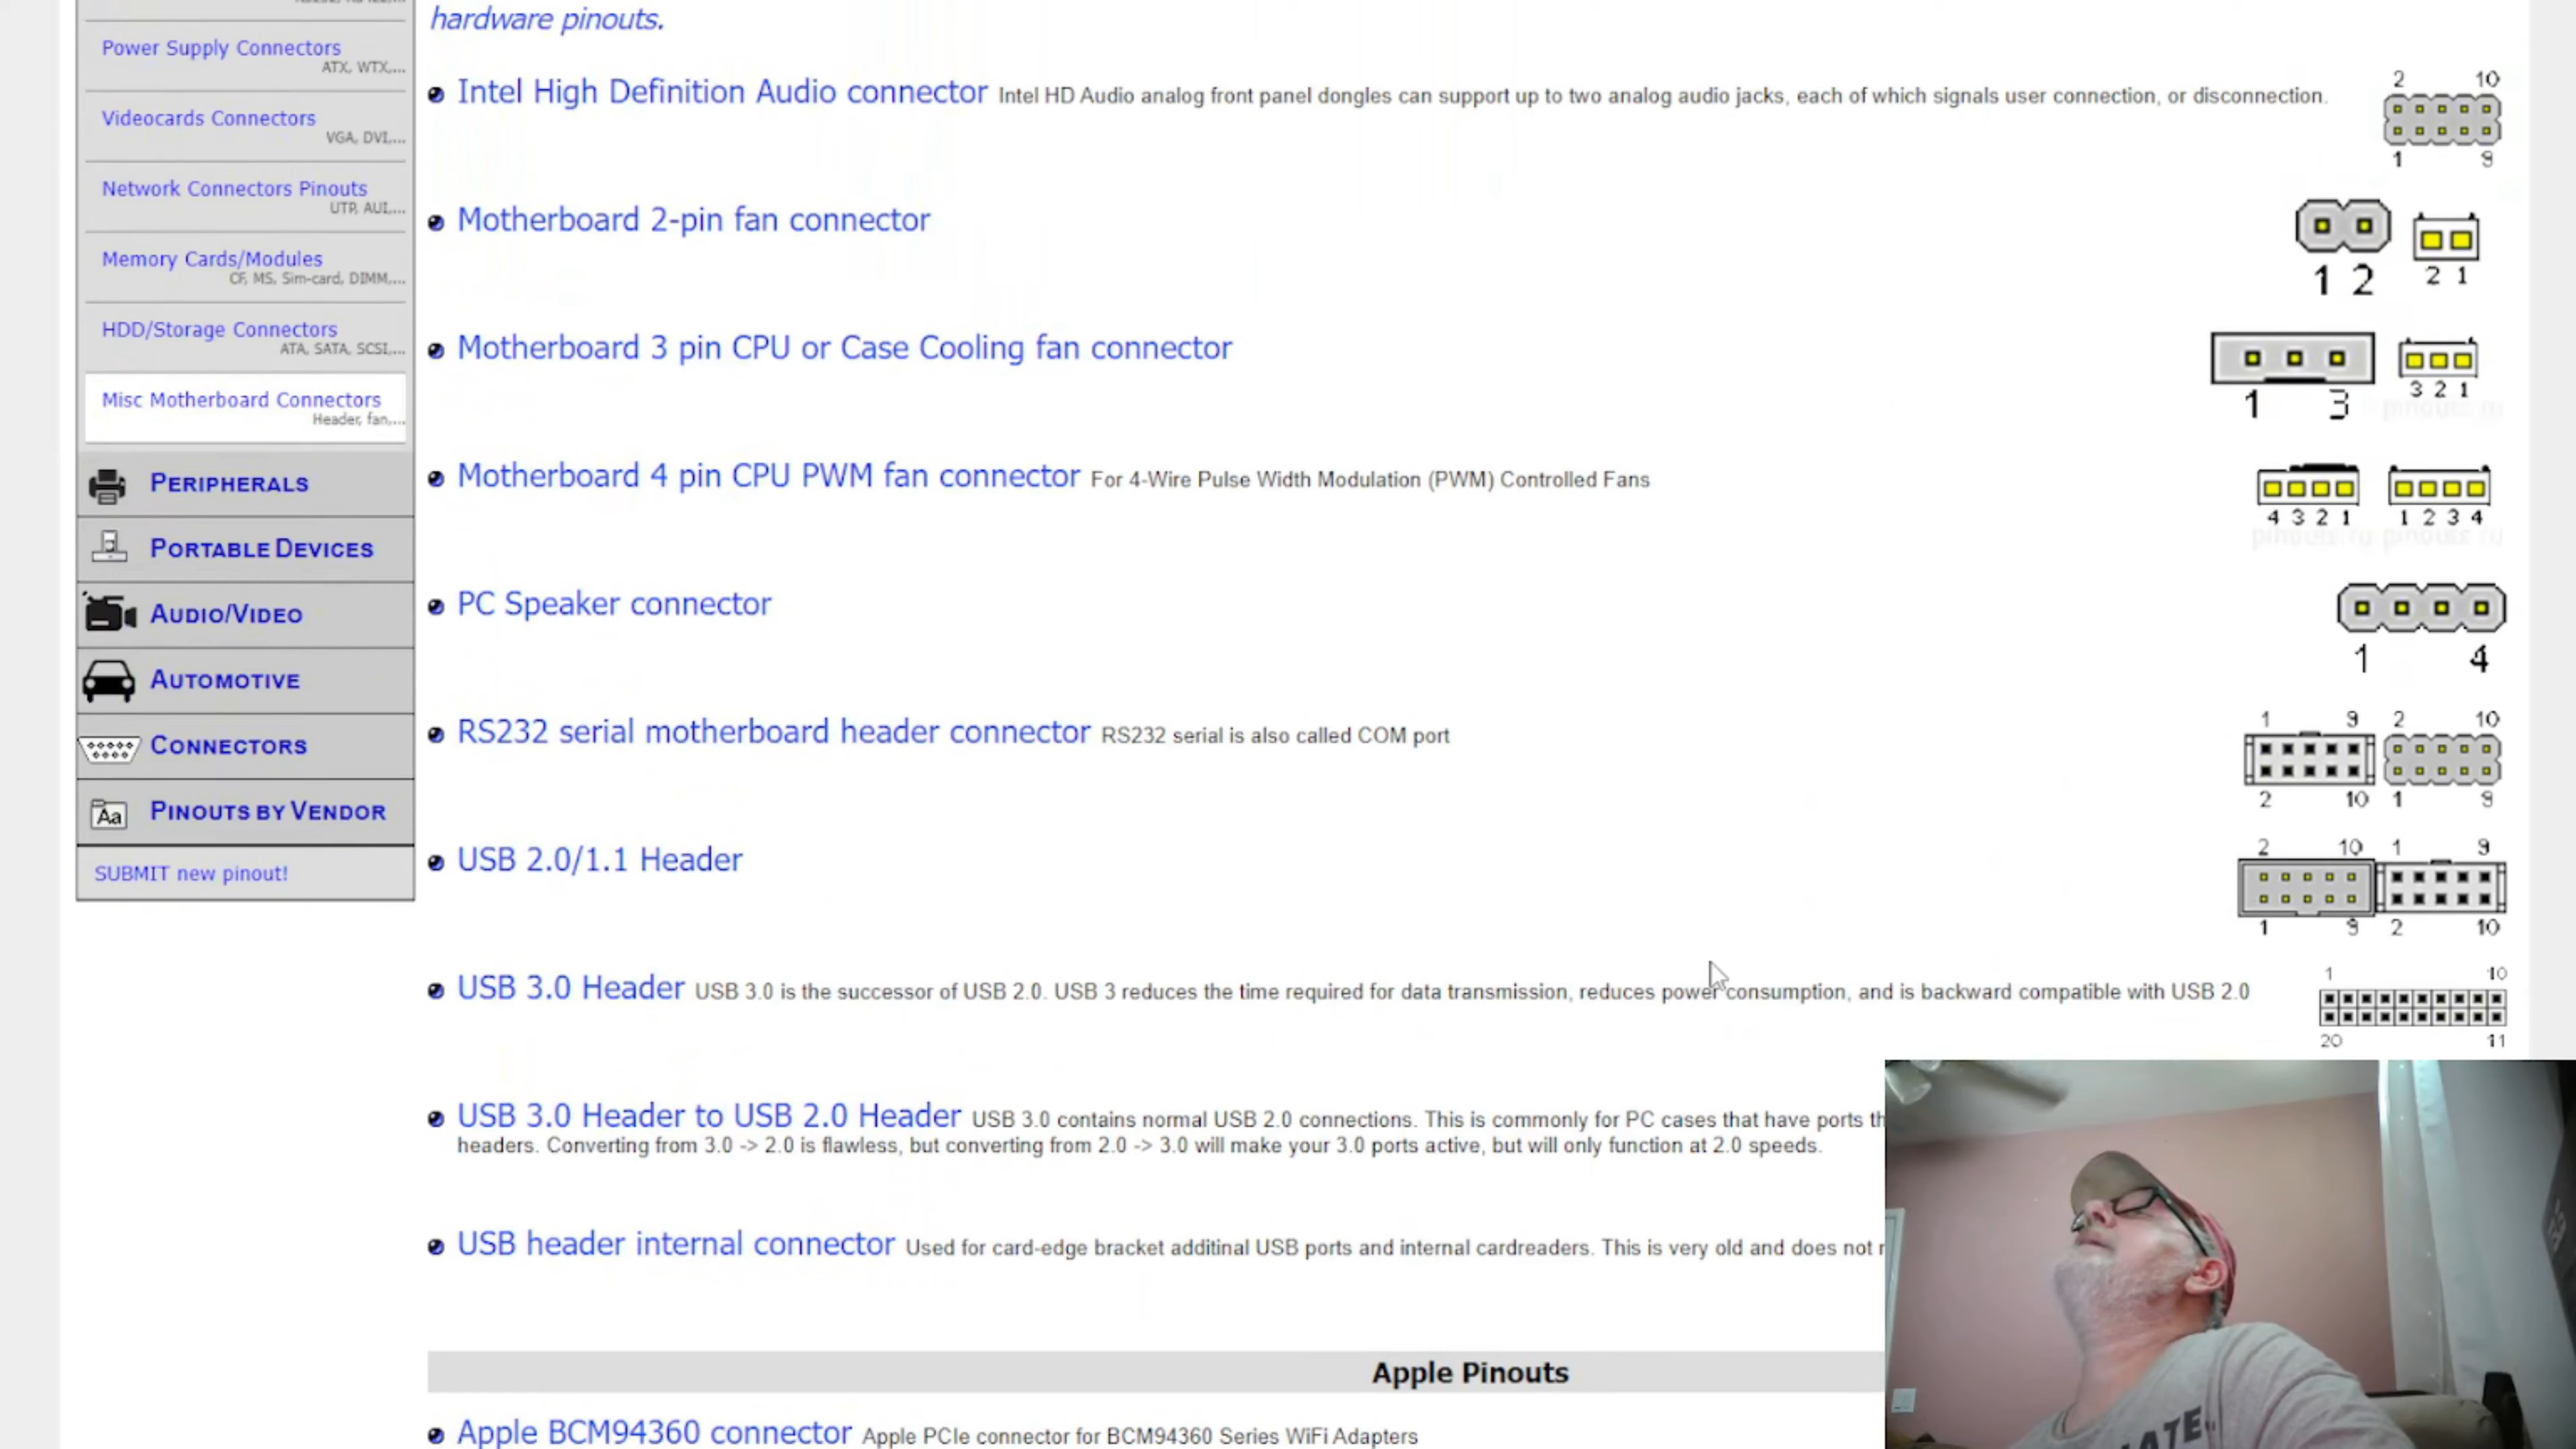 hardware pinouts.
Power Supply Connectors
ATX, WTX,...
Videocards Connectors
VGA, DVI,...
Network Connectors Pinouts
UTP, AUI,...
Memory Cards/Modules
CF, MS, Sim-card, DIMM,...
HDD/Storage Connectors
ATA, SATA, SCSI,...
Misc Motherboard Connectors
Header, fan,...
PERIPHERALS
PORTABLE DEVICES
AUDIO/VIDEO
AUTOMOTIVE
CONNECTORS
Aa PINOUTS BY VENDOR
SUBMIT new pinout!
Intel High Definition Audio connector Intel HD Audio analog front panel dongles can support up to two analog audio jacks, each of which signals user connection, or disconnection.
2 10
1 9
Motherboard 2-pin fan connector
1 2 2 1
Motherboard 3 pin CPU or Case Cooling fan connector
1 3 3 2 1
pinouts.ru
Motherboard 4 pin CPU PWM fan connector For 4-Wire Pulse Width Modulation (PWM) Controlled Fans
4 3 2 1 1 2 3 4
pinouts.ru pinouts.ru
PC Speaker connector
1 4
RS232 serial motherboard header connector RS232 serial is also called COM port
1 9 2 10
2 10 1 9
USB 2.0/1.1 Header
2 10 1 9
1 9 2 10
USB 3.0 Header USB 3.0 is the successor of USB 2.0. USB 3 reduces the time required for data transmission, reduces power consumption, and is backward compatible with USB 2.0
1 10
20 11
USB 3.0 Header to USB 2.0 Header USB 3.0 contains normal USB 2.0 connections. This is commonly for PC cases that have ports th
headers. Converting from 3.0 -> 2.0 is flawless, but converting from 2.0 -> 3.0 will make your 3.0 ports active, but will only function at 2.0 speeds.
USB header internal connector Used for card-edge bracket additinal USB ports and internal cardreaders. This is very old and does not
Apple Pinouts
Apple BCM94360 connector Apple PCIe connector for BCM94360 Series WiFi Adapters